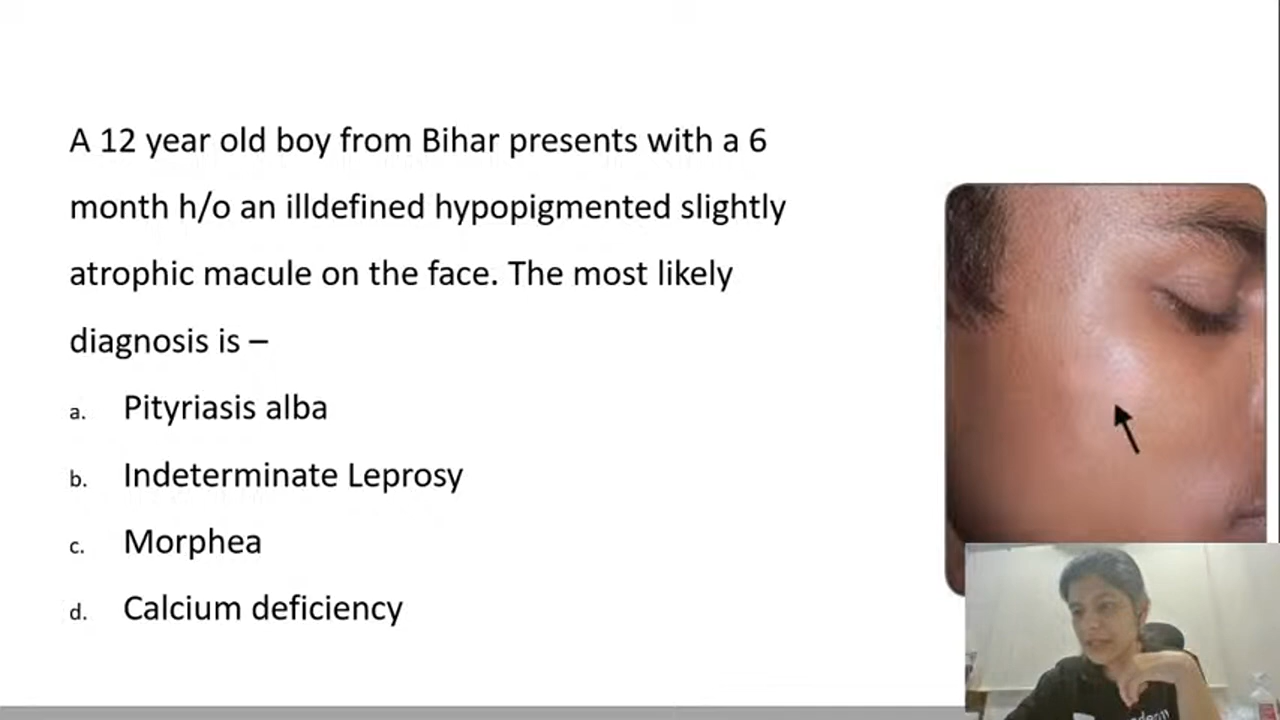 A 12 year old boy from Bihar presents with a 6
month h/o an illdefined hypopigmented slightly
atrophic macule on the face. The most likely
diagnosis is –
a. Pityriasis alba
b. Indeterminate Leprosy
c. Morphea
d. Calcium deficiency